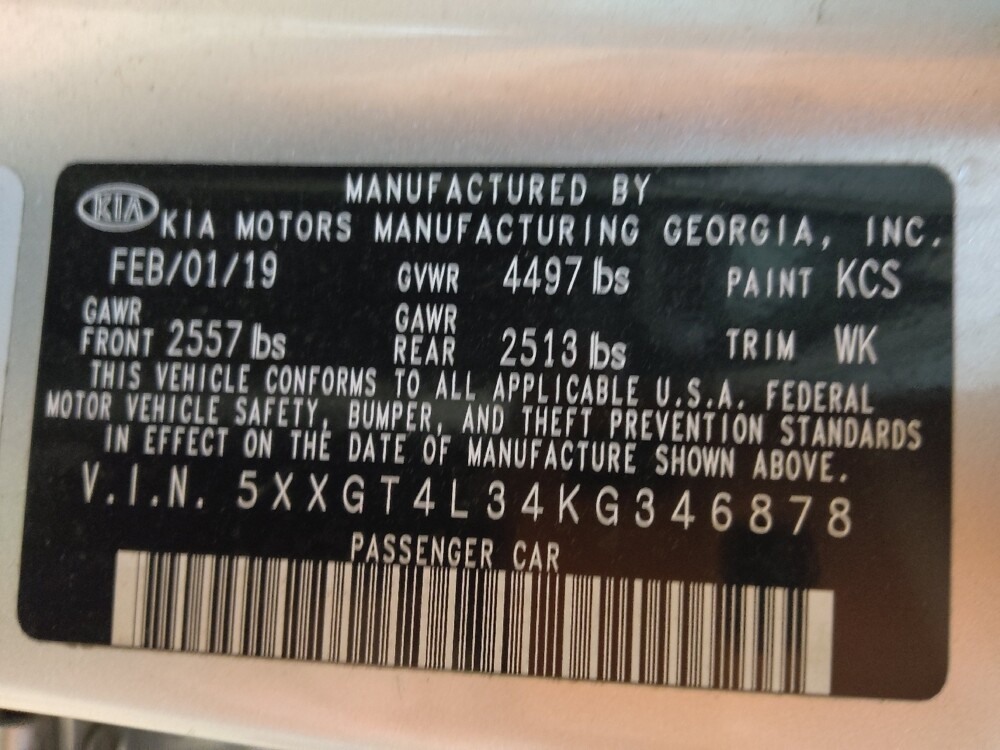 MANUFACTURED BY
KIA KIA MOTORS MANUFACTURING GEORGIA, INC.
FEB/01/19 GVWR 4497 lbs PAINT KCS
GAWR GAWR
FRONT 2557 lbs REAR 2513 lbs TRIM WK
THIS VEHICLE CONFORMS TO ALL APPLICABLE U.S.A. FEDERAL
MOTOR VEHICLE SAFETY, BUMPER, AND THEFT PREVENTION STANDARDS
IN EFFECT ON THE DATE OF MANUFACTURE SHOWN ABOVE.
V.I.N. 5XXGT4L34KG346878
PASSENGER CAR